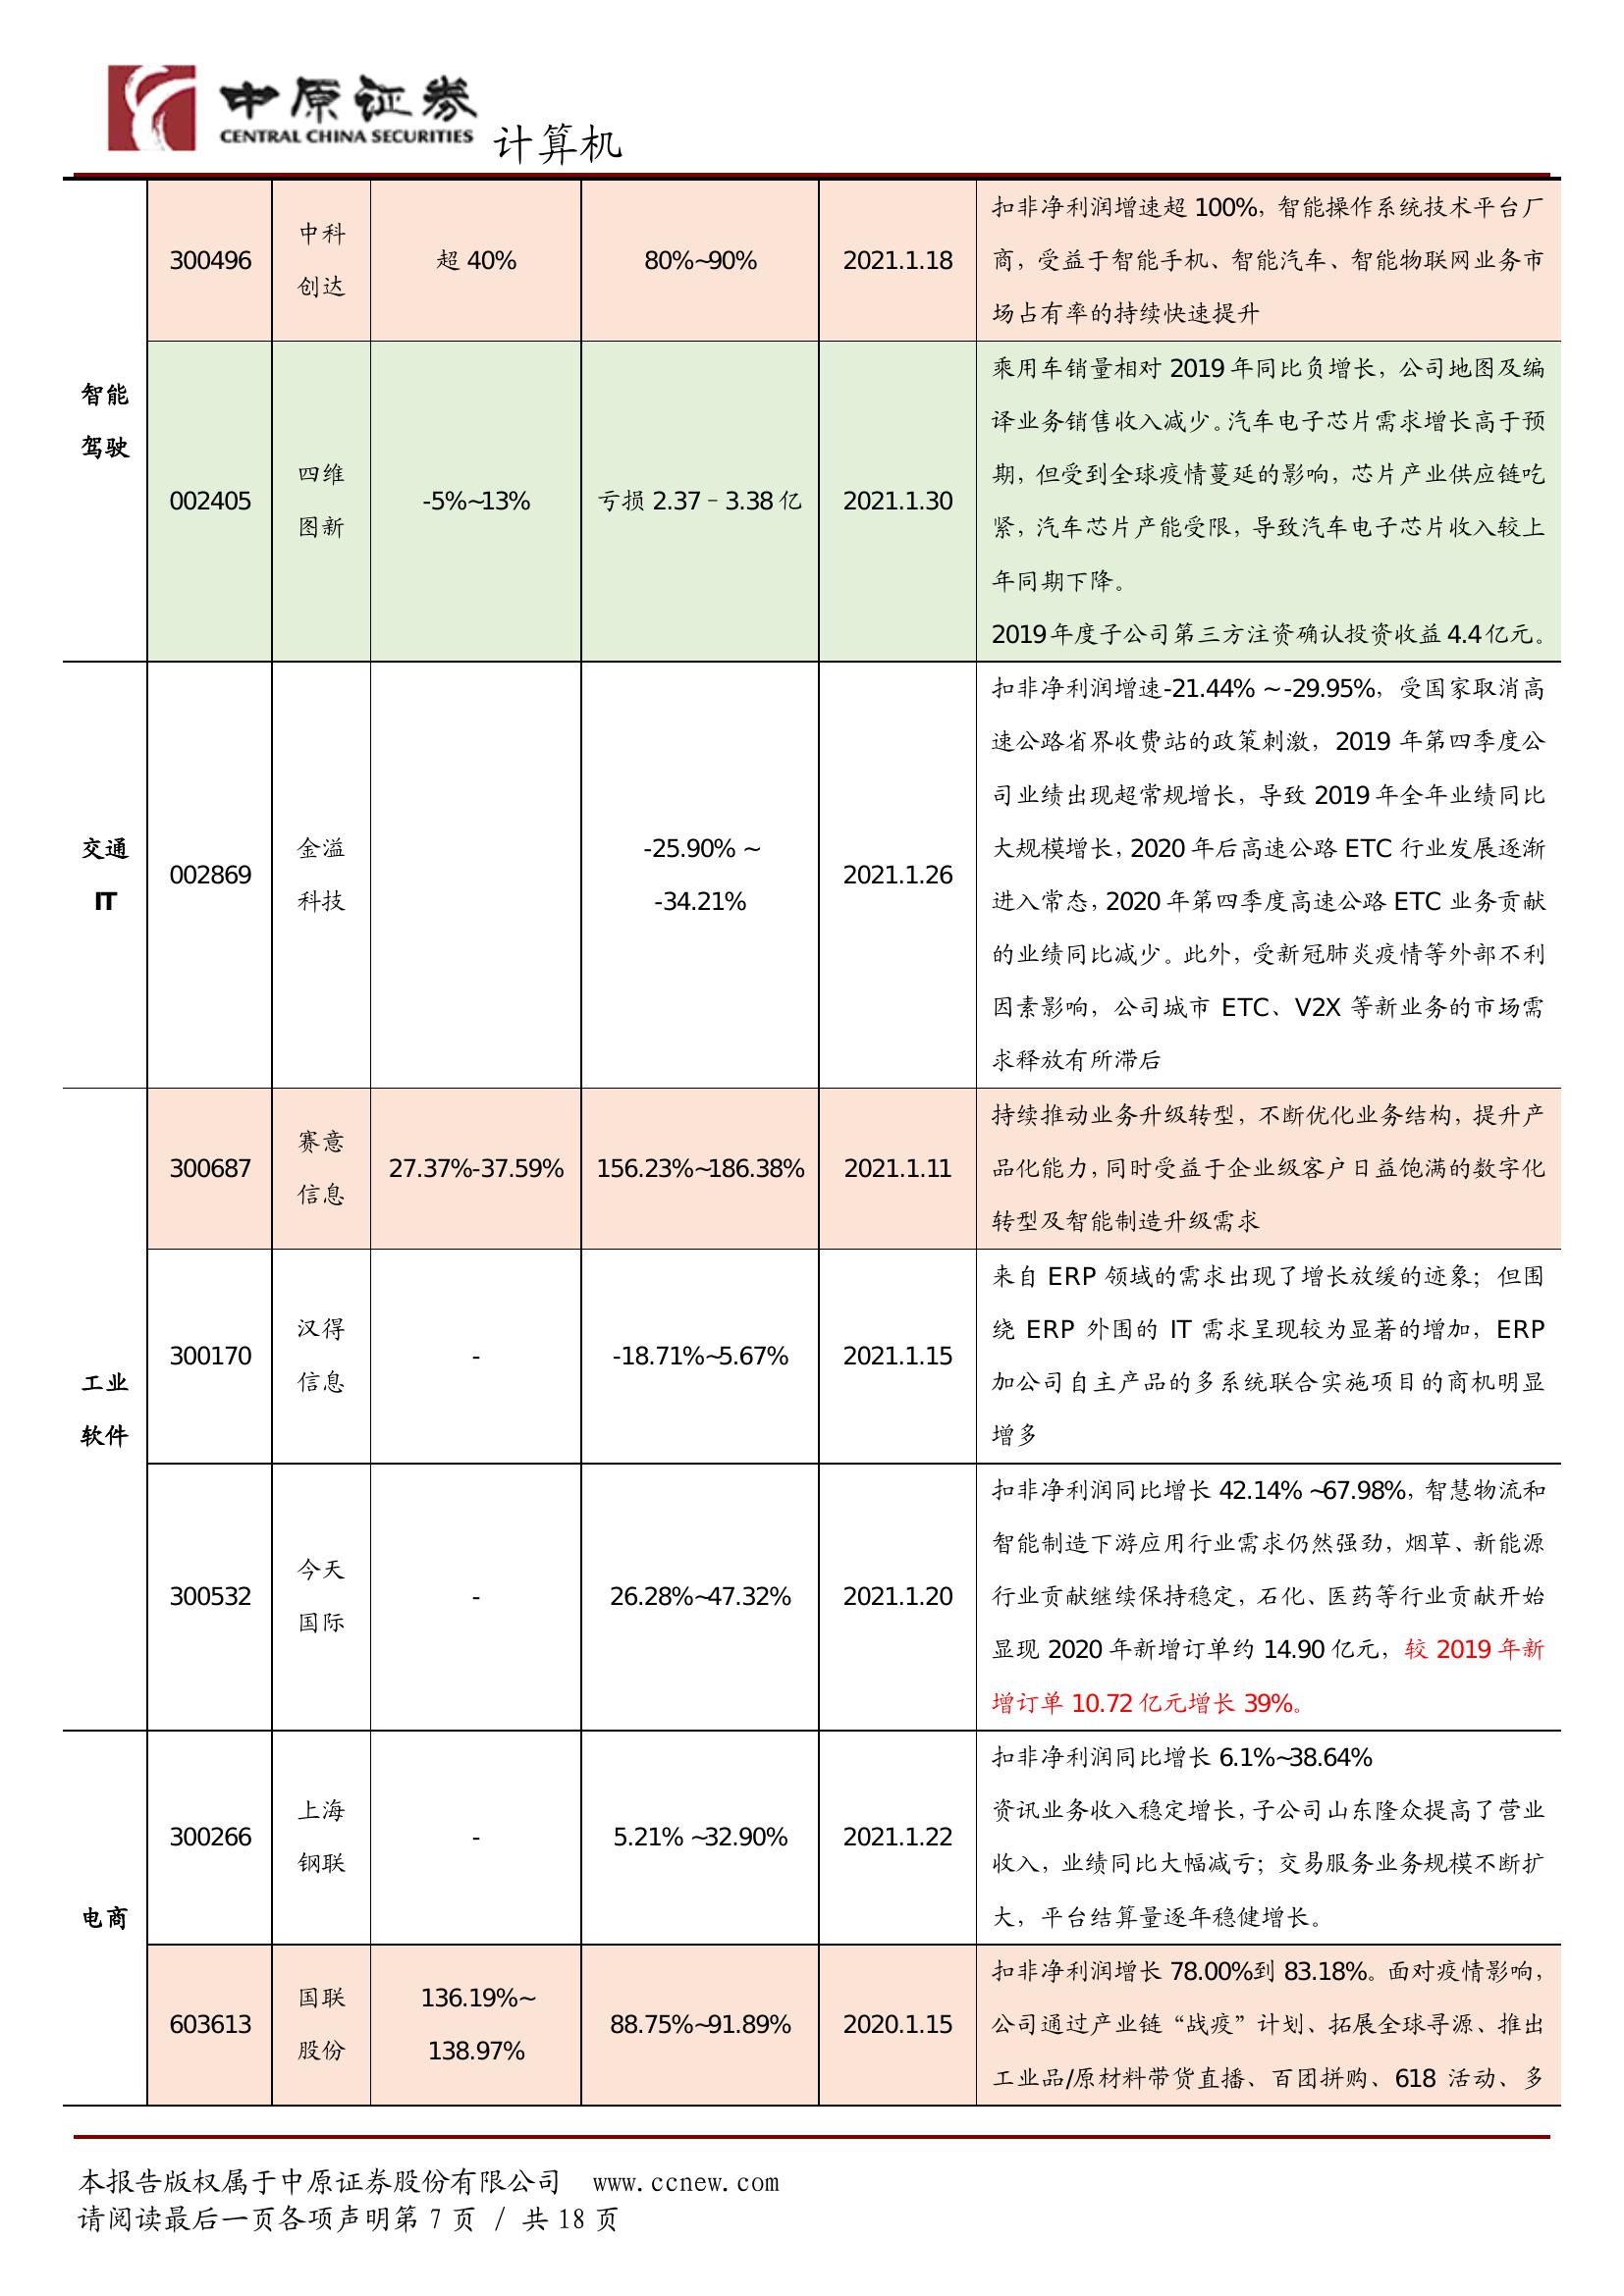 中原证券
CENTRAL CHINA SECURITIES
计算机
智能
驾驶
300496
中科
创达
超 40%
80%~90%
2021.1.18
扣非净利润增速超 100%，智能操作系统技术平台厂
商，受益于智能手机、智能汽车、智能物联网业务市
场占有率的持续快速提升
002405
四维
图新
-5%~13%
亏损 2.37–3.38 亿
2021.1.30
乘用车销量相对 2019 年同比负增长，公司地图及编
译业务销售收入减少。汽车电子芯片需求增长高于预
期，但受到全球疫情蔓延的影响，芯片产业供应链吃
紧，汽车芯片产能受限，导致汽车电子芯片收入较上
年同期下降。
2019 年度子公司第三方注资确认投资收益 4.4 亿元。
交通
IT
002869
金溢
科技
-25.90% ~
-34.21%
2021.1.26
扣非净利润增速-21.44% ~ -29.95%，受国家取消高
速公路省界收费站的政策刺激，2019 年第四季度公
司业绩出现超常规增长，导致 2019 年全年业绩同比
大规模增长，2020 年后高速公路 ETC 行业发展逐渐
进入常态，2020 年第四季度高速公路 ETC 业务贡献
的业绩同比减少。此外，受新冠肺炎疫情等外部不利
因素影响，公司城市 ETC、V2X 等新业务的市场需
求释放有所滞后
工业
软件
300687
赛意
信息
27.37%-37.59%
156.23%~186.38%
2021.1.11
持续推动业务升级转型，不断优化业务结构，提升产
品化能力，同时受益于企业级客户日益饱满的数字化
转型及智能制造升级需求
300170
汉得
信息
-
-18.71%~5.67%
2021.1.15
来自 ERP 领域的需求出现了增长放缓的迹象；但围
绕 ERP 外围的 IT 需求呈现较为显著的增加，ERP
加公司自主产品的多系统联合实施项目的商机明显
增多
300532
今天
国际
-
26.28%~47.32%
2021.1.20
扣非净利润同比增长 42.14% ~67.98%，智慧物流和
智能制造下游应用行业需求仍然强劲，烟草、新能源
行业贡献继续保持稳定，石化、医药等行业贡献开始
显现 2020 年新增订单约 14.90 亿元，较 2019 年新
增订单 10.72 亿元增长 39%。
电商
300266
上海
钢联
-
5.21% ~32.90%
2021.1.22
扣非净利润同比增长 6.1%~38.64%
资讯业务收入稳定增长，子公司山东隆众提高了营业
收入，业绩同比大幅减亏；交易服务业务规模不断扩
大，平台结算量逐年稳健增长。
603613
国联
股份
136.19%~
138.97%
88.75%~91.89%
2020.1.15
扣非净利润增长 78.00%到 83.18%。面对疫情影响，
公司通过产业链“战疫”计划、拓展全球寻源、推出
工业品/原材料带货直播、百团拼购、618 活动、多
本报告版权属于中原证券股份有限公司 www.ccnew.com
请阅读最后一页各项声明第 7 页 / 共 18 页